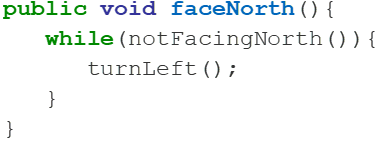 public void faceNorth(){
   while(notFacingNorth()){
      turnLeft();
   }
}